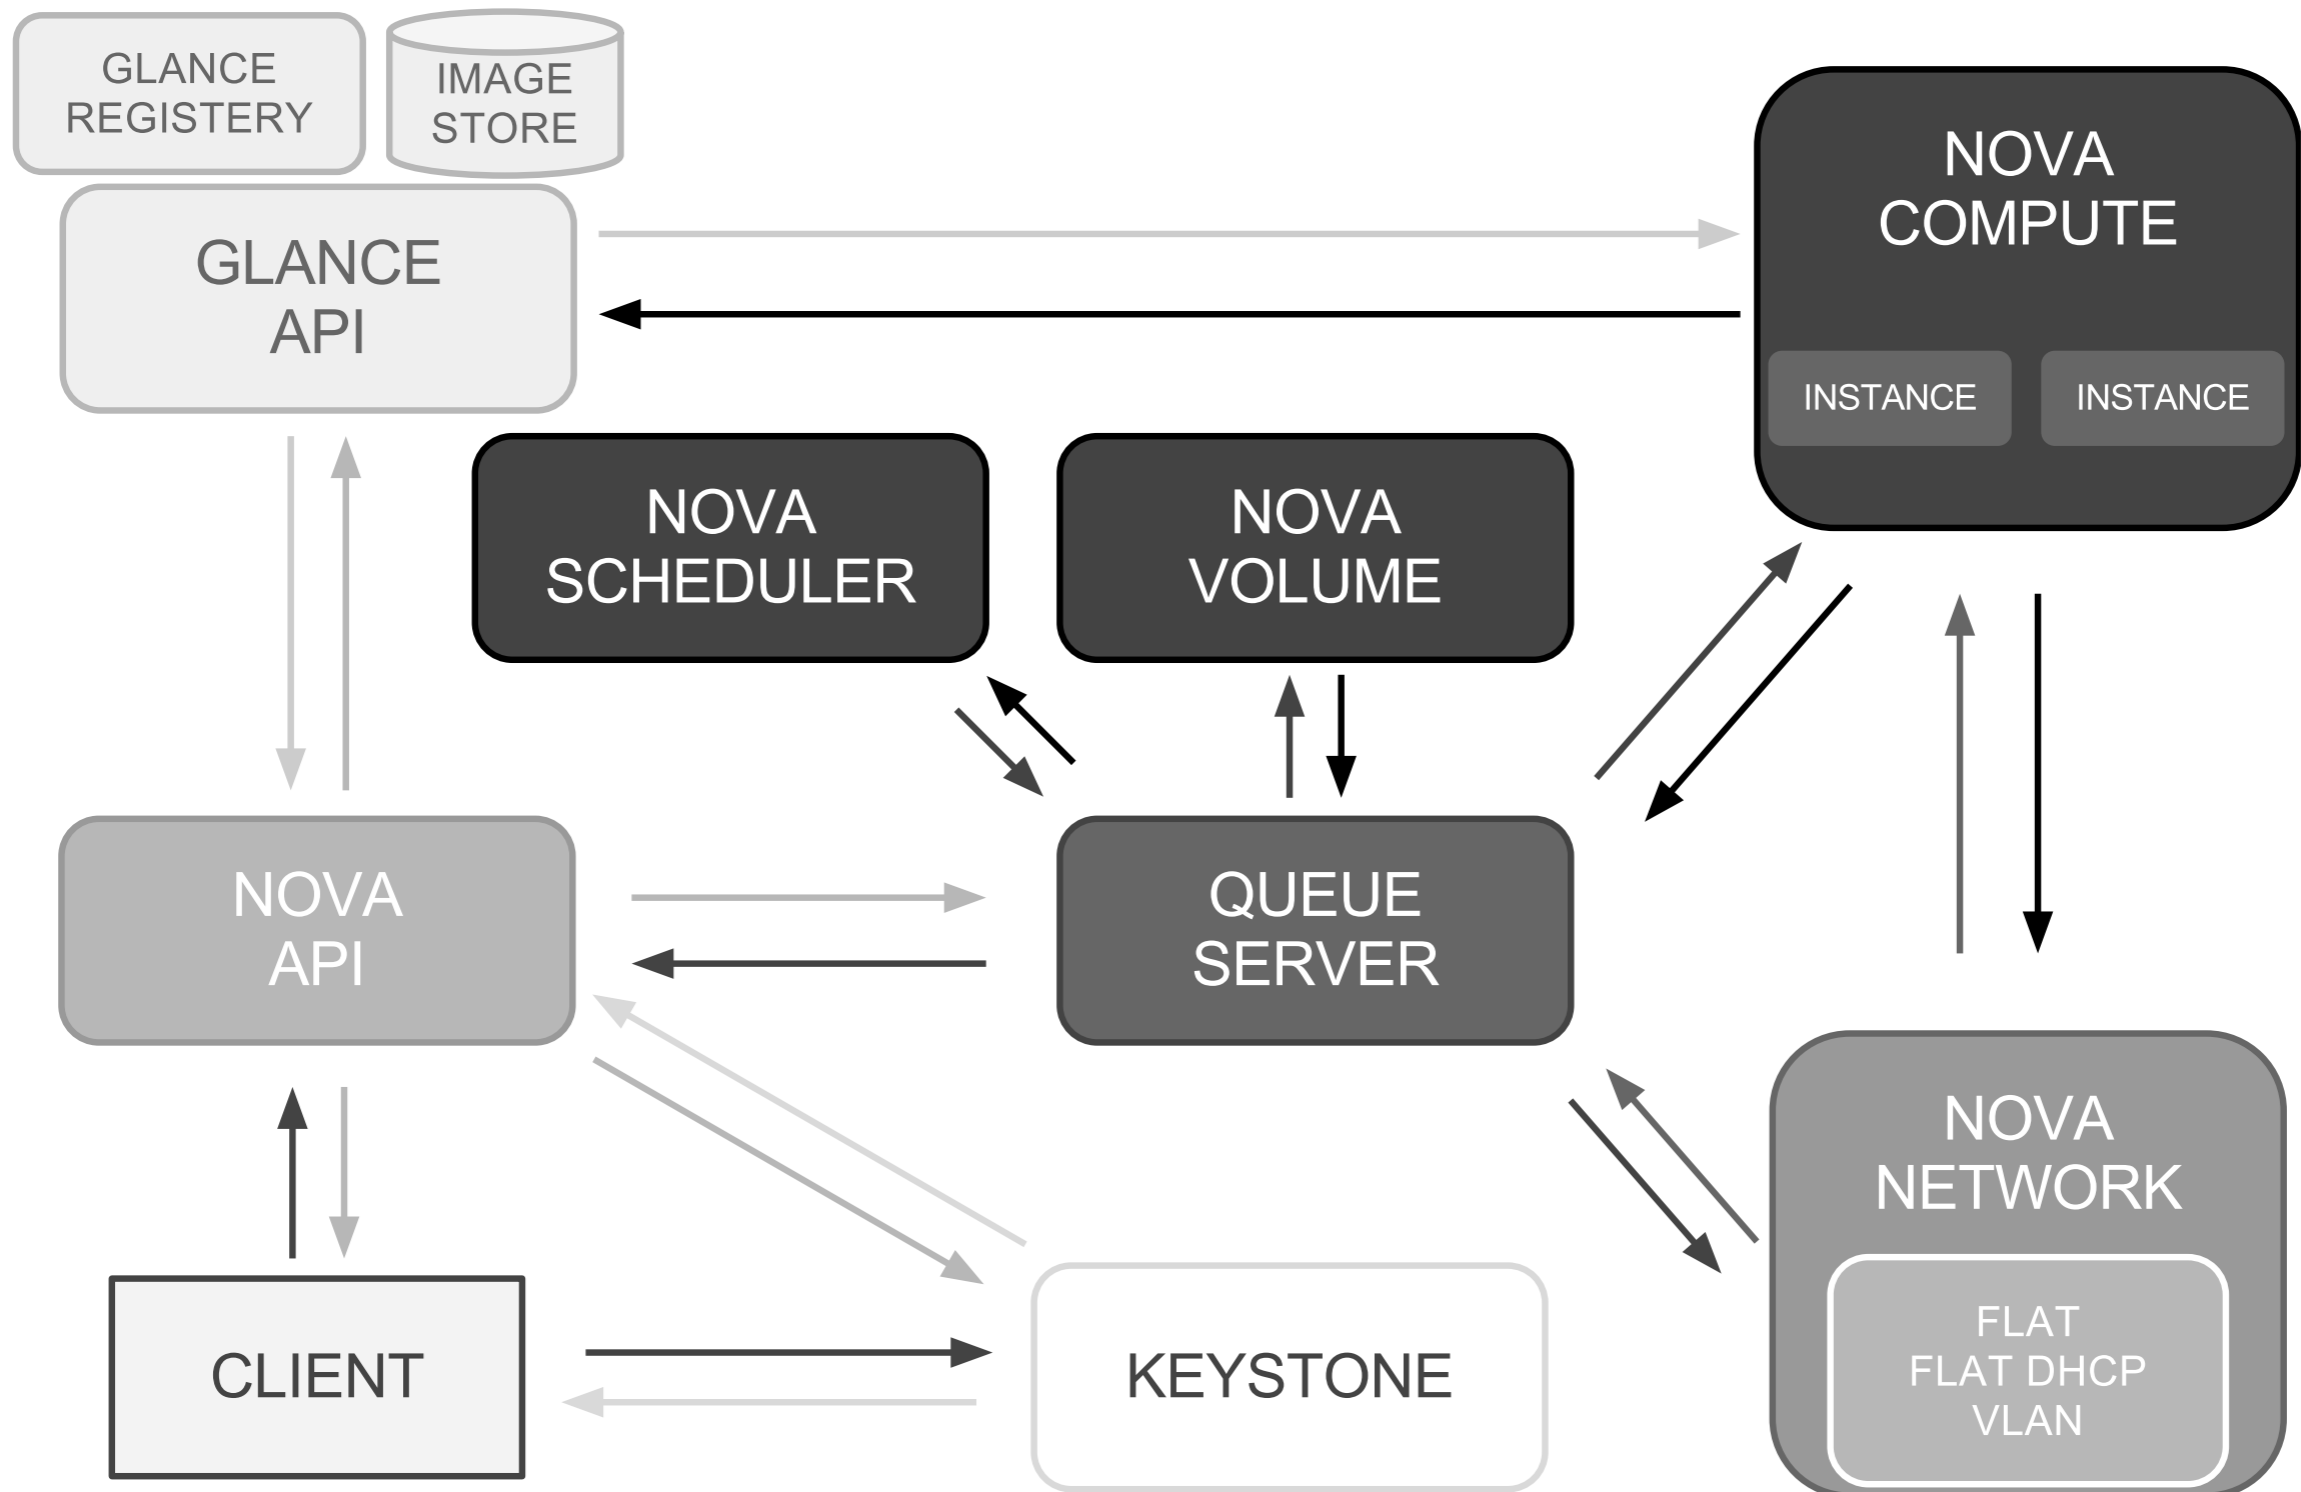 GLANCE
REGISTERY
IMAGE
STORE
GLANCE
API
NOVA
COMPUTE
INSTANCE
INSTANCE
NOVA
SCHEDULER
NOVA
VOLUME
NOVA
API
QUEUE
SERVER
NOVA
NETWORK
FLAT
FLAT DHCP
VLAN
CLIENT
KEYSTONE